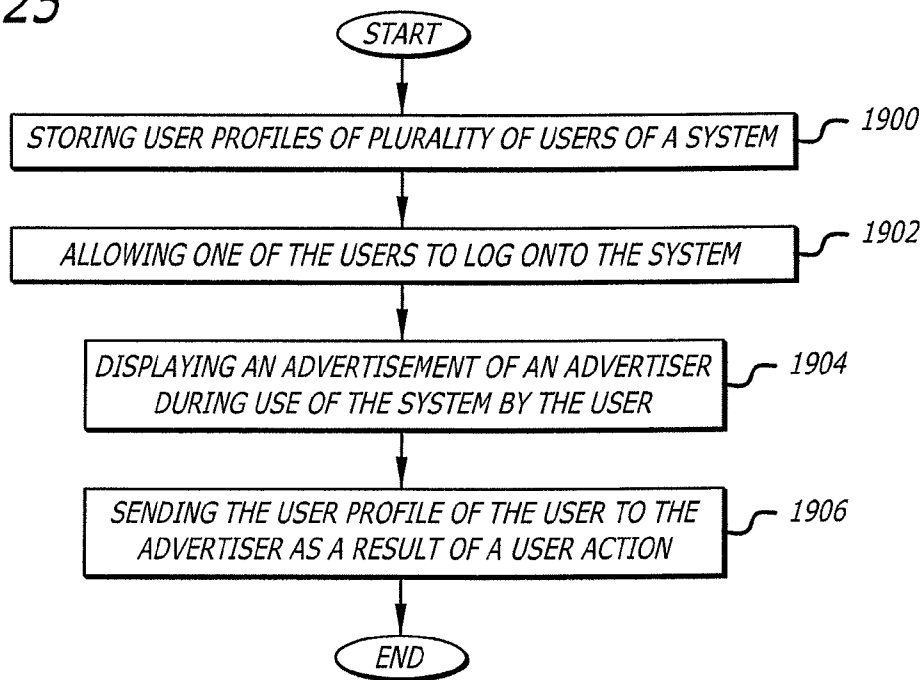 25
START
STORING USER PROFILES OF PLURALITY OF USERS OF A SYSTEM
1900
ALLOWING ONE OF THE USERS TO LOG ONTO THE SYSTEM
1902
DISPLAYING AN ADVERTISEMENT OF AN ADVERTISER
DURING USE OF THE SYSTEM BY THE USER
1904
SENDING THE USER PROFILE OF THE USER TO THE
ADVERTISER AS A RESULT OF A USER ACTION
1906
END